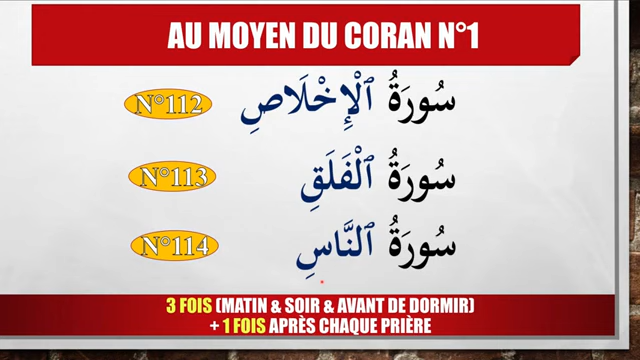 AU MOYEN DU CORAN N°1
سُورَةُ ٱلْإِخْلَاصِ N°112
سُورَةُ ٱلْفَلَقِ N°113
سُورَةُ ٱلنَّاسِ N°114
3 FOIS (MATIN & SOIR & AVANT DE DORMIR)
+ 1 FOIS APRÈS CHAQUE PRIÈRE